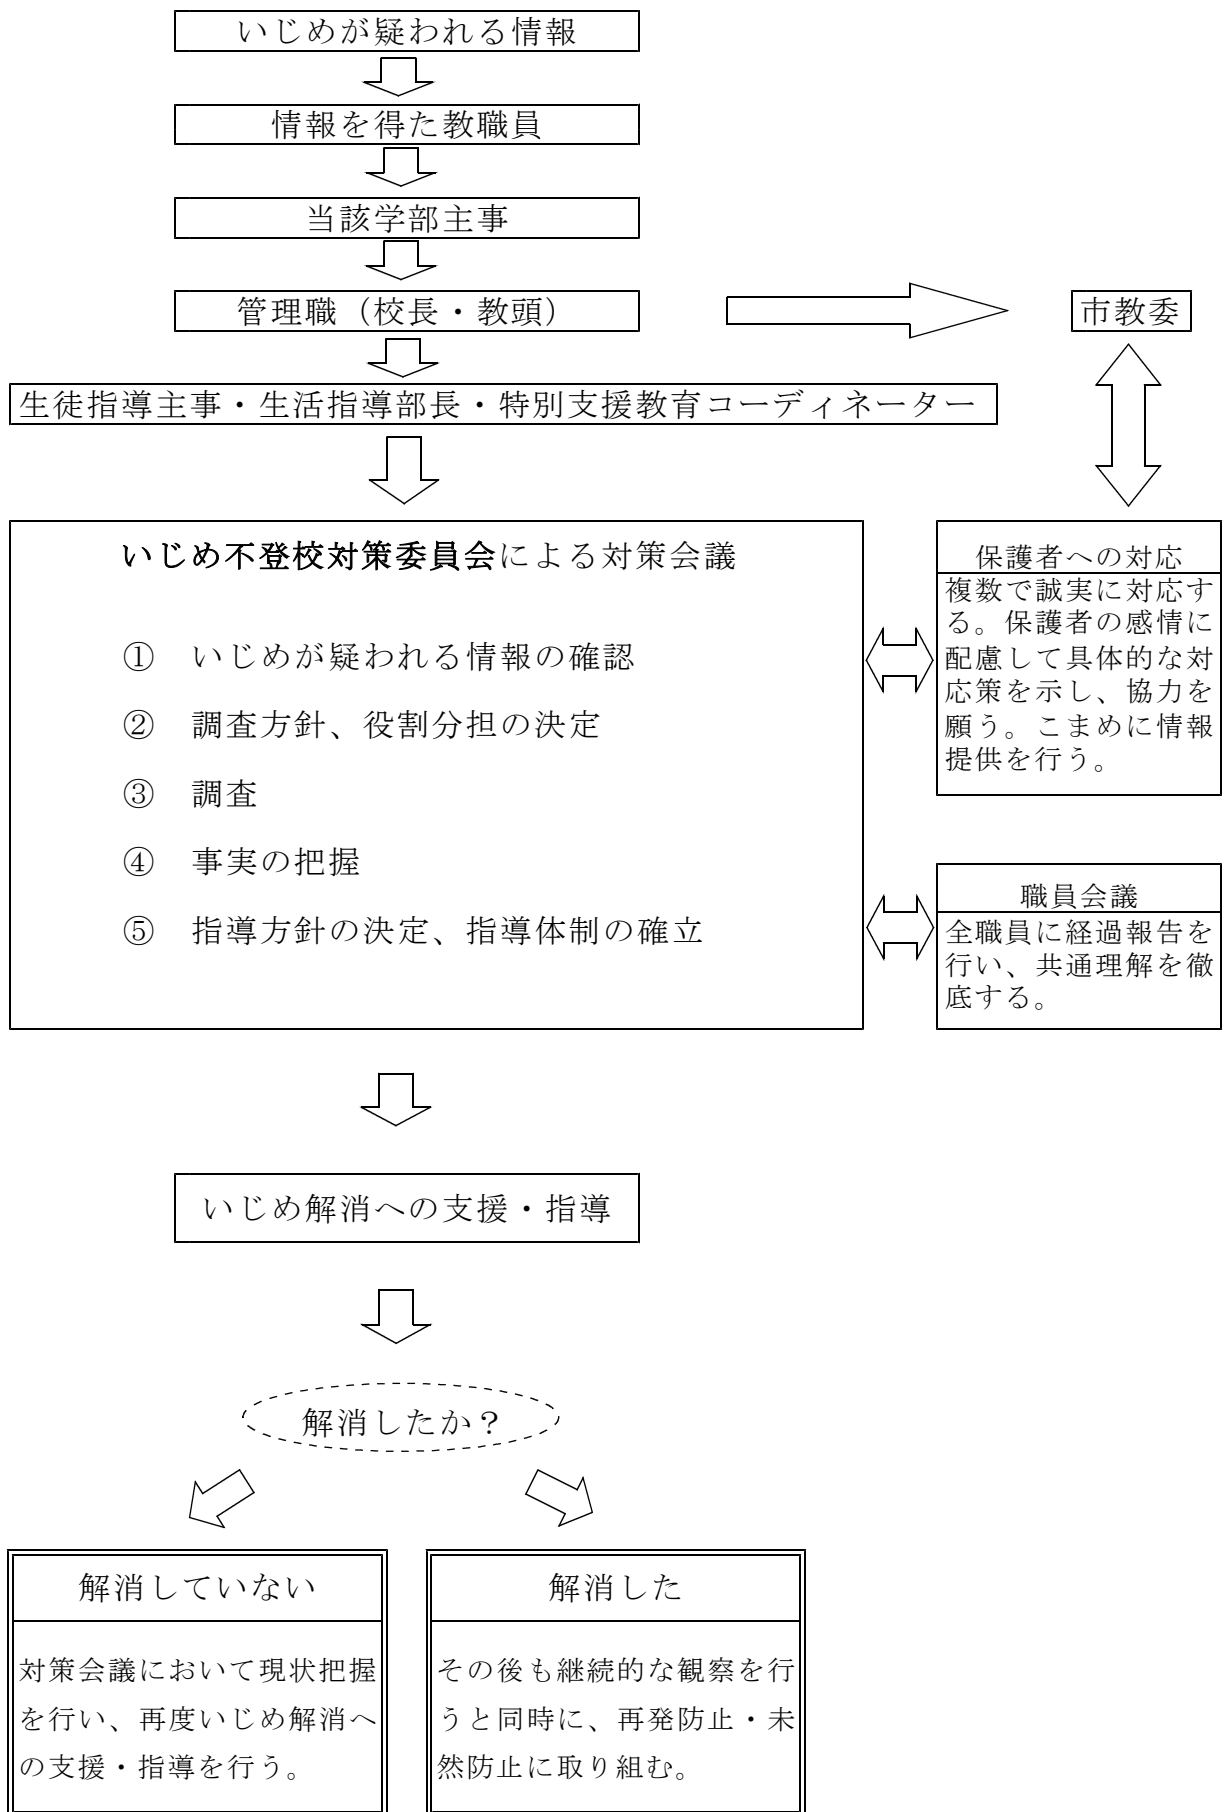 いじめが疑われる情報
情報を得た教職員
当該学部主事
管理職（校長・教頭）
市教委
生徒指導主事・生活指導部長・特別支援教育コーディネーター
いじめ不登校対策委員会による対策会議
① いじめが疑われる情報の確認
② 調査方針、役割分担の決定
③ 調査
④ 事実の把握
⑤ 指導方針の決定、指導体制の確立
保護者への対応
複数で誠実に対応す
る。保護者の感情に
配慮して具体的な対
応策を示し、協力を
願う。こまめに情報
提供を行う。
職員会議
全職員に経過報告を
行い、共通理解を徹
底する。
いじめ解消への支援・指導
解消したか？
解消していない
対策会議において現状把握
を行い、再度いじめ解消へ
の支援・指導を行う。
解消した
その後も継続的な観察を行
うと同時に、再発防止・未
然防止に取り組む。